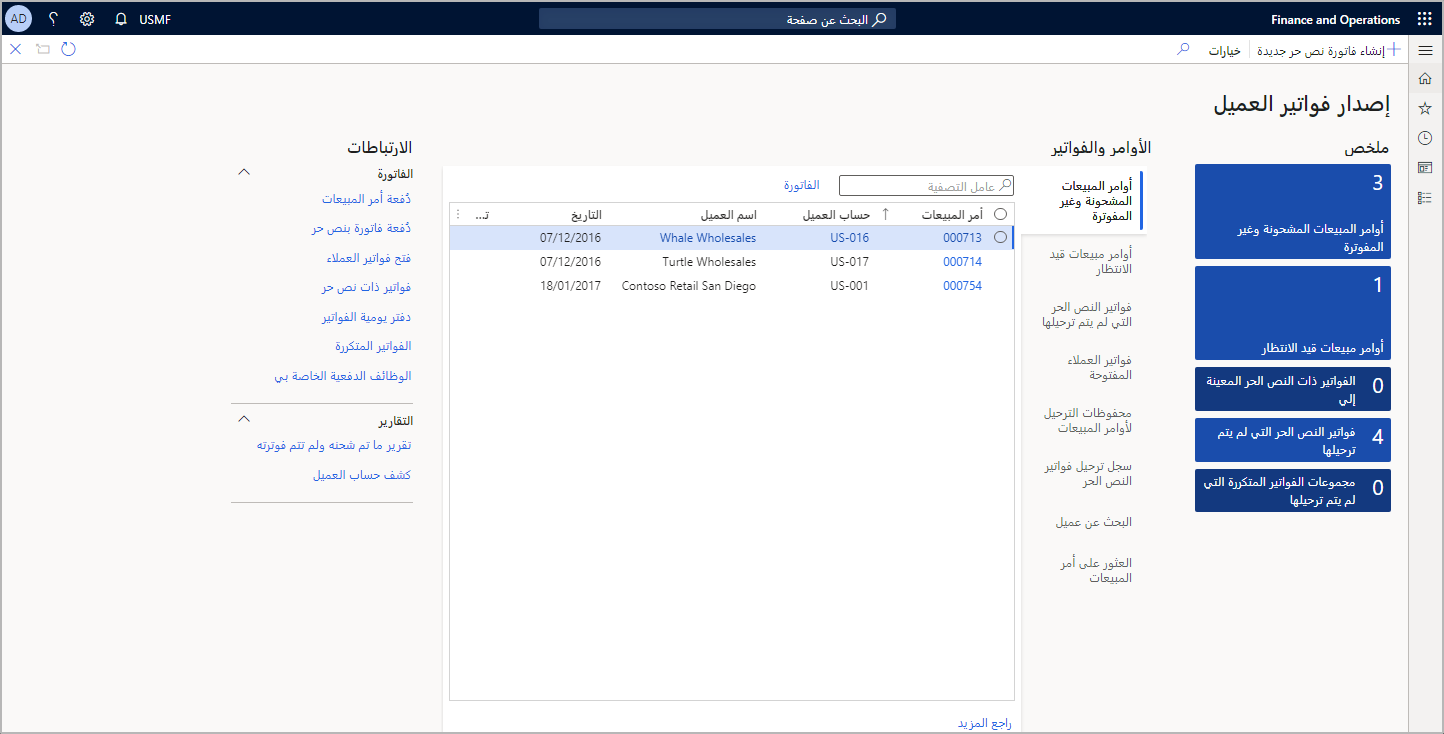 Finance and Operations
البحث عن صفحة
USMF
AD
إنشاء فاتورة نص حر جديدة
خيارات
إصدار فواتير العميل
ملخص
3
أوامر المبيعات المشحونة وغير
المفوترة
1
أوامر مبيعات قيد الانتظار
0
الفواتير ذات النص الحر المعينة
إلي
4
فواتير النص الحر التي لم يتم
ترحيلها
0
مجموعات الفواتير المتكررة التي
لم يتم ترحيلها
الأوامر والفواتير
أوامر المبيعات
المشحونة وغير
المفوترة
أوامر مبيعات قيد
الانتظار
فواتير النص الحر
التي لم يتم ترحيلها
فواتير العملاء
المفتوحة
محفوظات الترحيل
لأوامر المبيعات
سجل ترحيل فواتير
النص الحر
البحث عن عميل
العثور على أمر
المبيعات
عامل التصفية
الفاتورة
أمر المبيعات حساب العميل اسم العميل التاريخ تـ...
000713 US-016 Whale Wholesales 07/12/2016
000714 US-017 Turtle Wholesales 07/12/2016
000754 US-001 Contoso Retail San Diego 18/01/2017
راجع المزيد
الارتباطات
الفاتورة
دُفعة أمر المبيعات
دُفعة فاتورة بنص حر
فتح فواتير العملاء
فواتير ذات نص حر
دفتر يومية الفواتير
الفواتير المتكررة
الوظائف الدفعية الخاصة بي
التقارير
تقرير ما تم شحنه ولم تتم فوترته
كشف حساب العميل